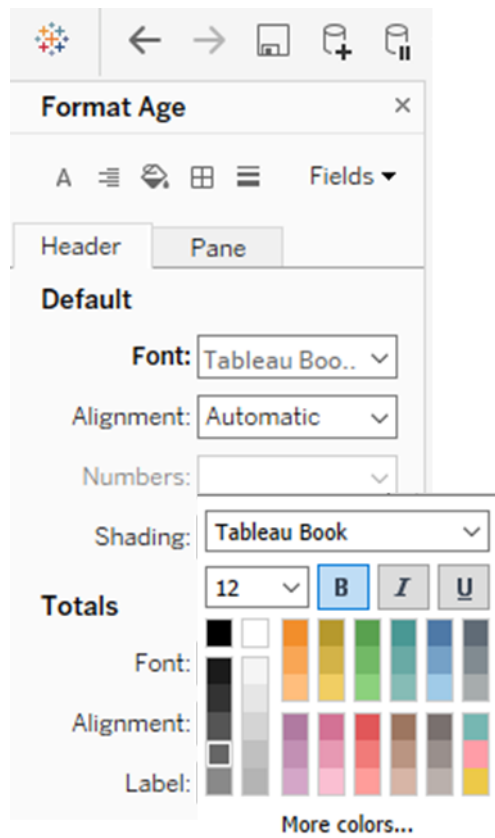 Format Age
A Fields
Header Pane
Default
Font: Tableau Boo..
Alignment: Automatic
Numbers:
Shading: Tableau Book
12 B I U
Totals
Font:
Alignment:
Label:
More colors...